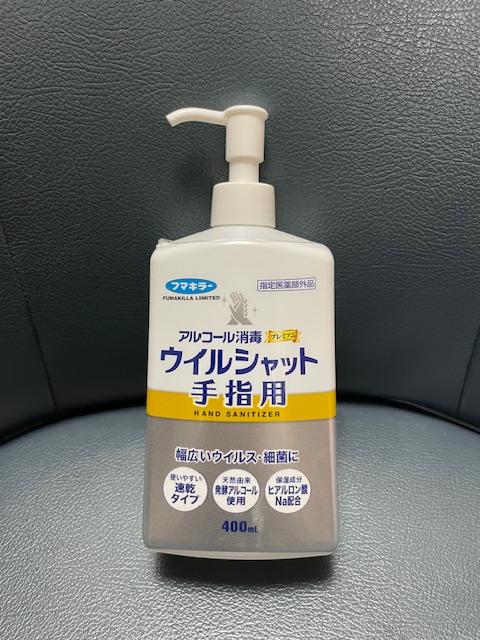 フマキラー
FUMAKILLA LIMITED
指定医薬部外品
アルコール消毒 プレミアム
ウイルシャット
手指用
HAND SANITIZER
幅広いウイルス・細菌に
使いやすい
速乾
タイプ
天然由来
発酵アルコール
使用
保湿成分
ヒアルロン酸
Na配合
400mL